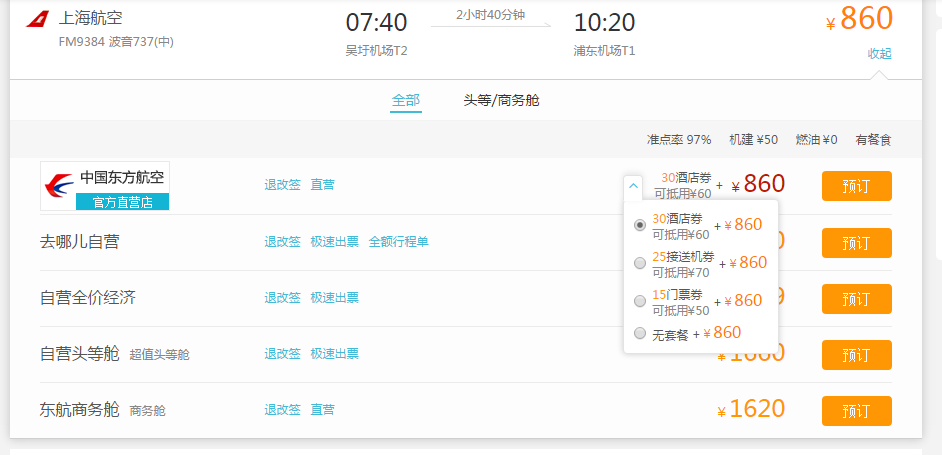 上海航空
FM9384 波音737(中)
07:40
吴圩机场T2
2小时40分钟
10:20
浦东机场T1
¥ 860
收起
全部 头等/商务舱
准点率 97% 机建 ¥50 燃油 ¥0 有餐食
中国东方航空
官方直营店
退改签 直营
30酒店券
可抵用¥60
+ ¥ 860
预订
30酒店券
可抵用¥60
+ ¥ 860
25接送机券
可抵用¥70
+ ¥ 860
15门票券
可抵用¥50
+ ¥ 860
无套餐 + ¥ 860
去哪儿自营 退改签 极速出票 全额行程单 预订
自营全价经济 退改签 极速出票 预订
自营头等舱 超值头等舱 退改签 极速出票 预订
东航商务舱 商务舱 退改签 直营 ¥ 1620 预订